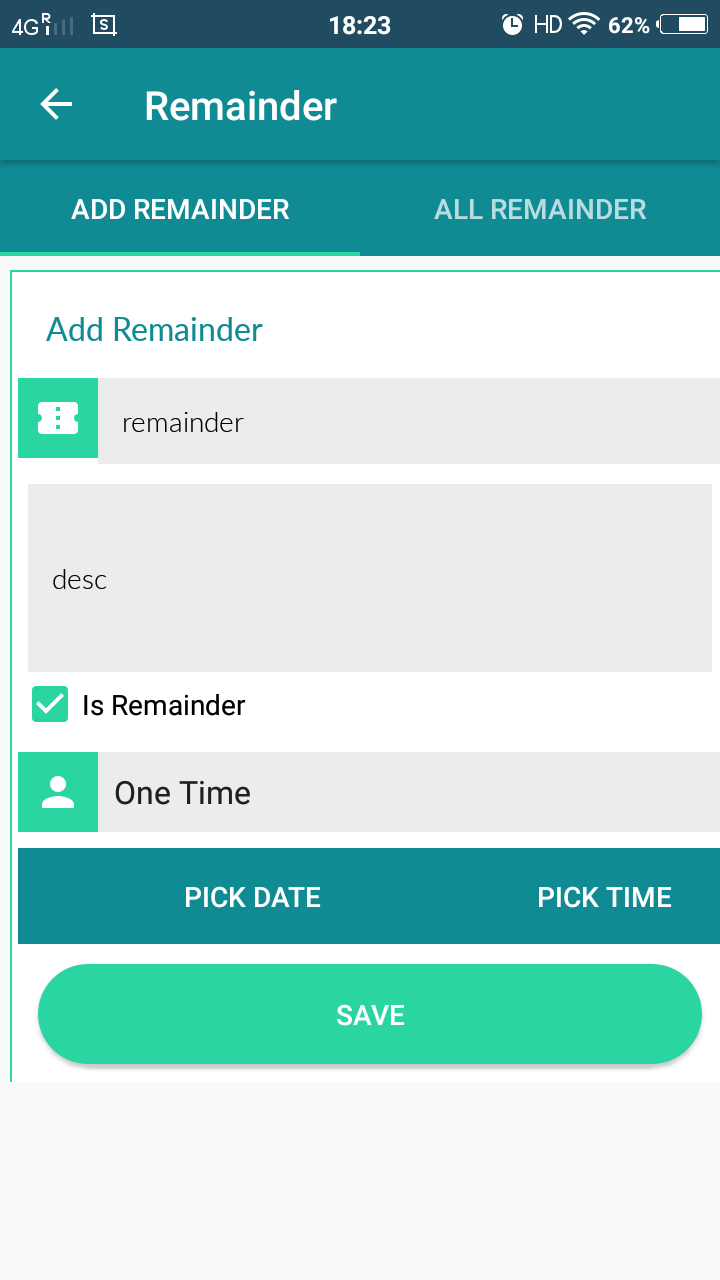 4G R 18:23 HD 62%
Remainder
ADD REMAINDER ALL REMAINDER
Add Remainder
remainder
desc
Is Remainder
One Time
PICK DATE PICK TIME
SAVE